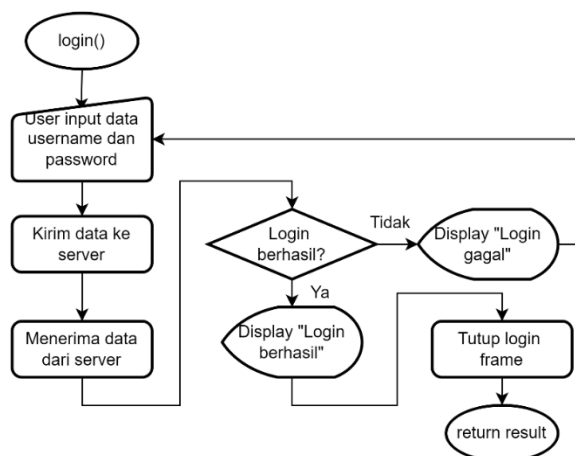 login()
User input data
username dan
password
Kirim data ke
server
Menerima data
dari server
Login
berhasil?
Tidak
Display "Login
gagal"
Ya
Display "Login
berhasil"
Tutup login
frame
return result